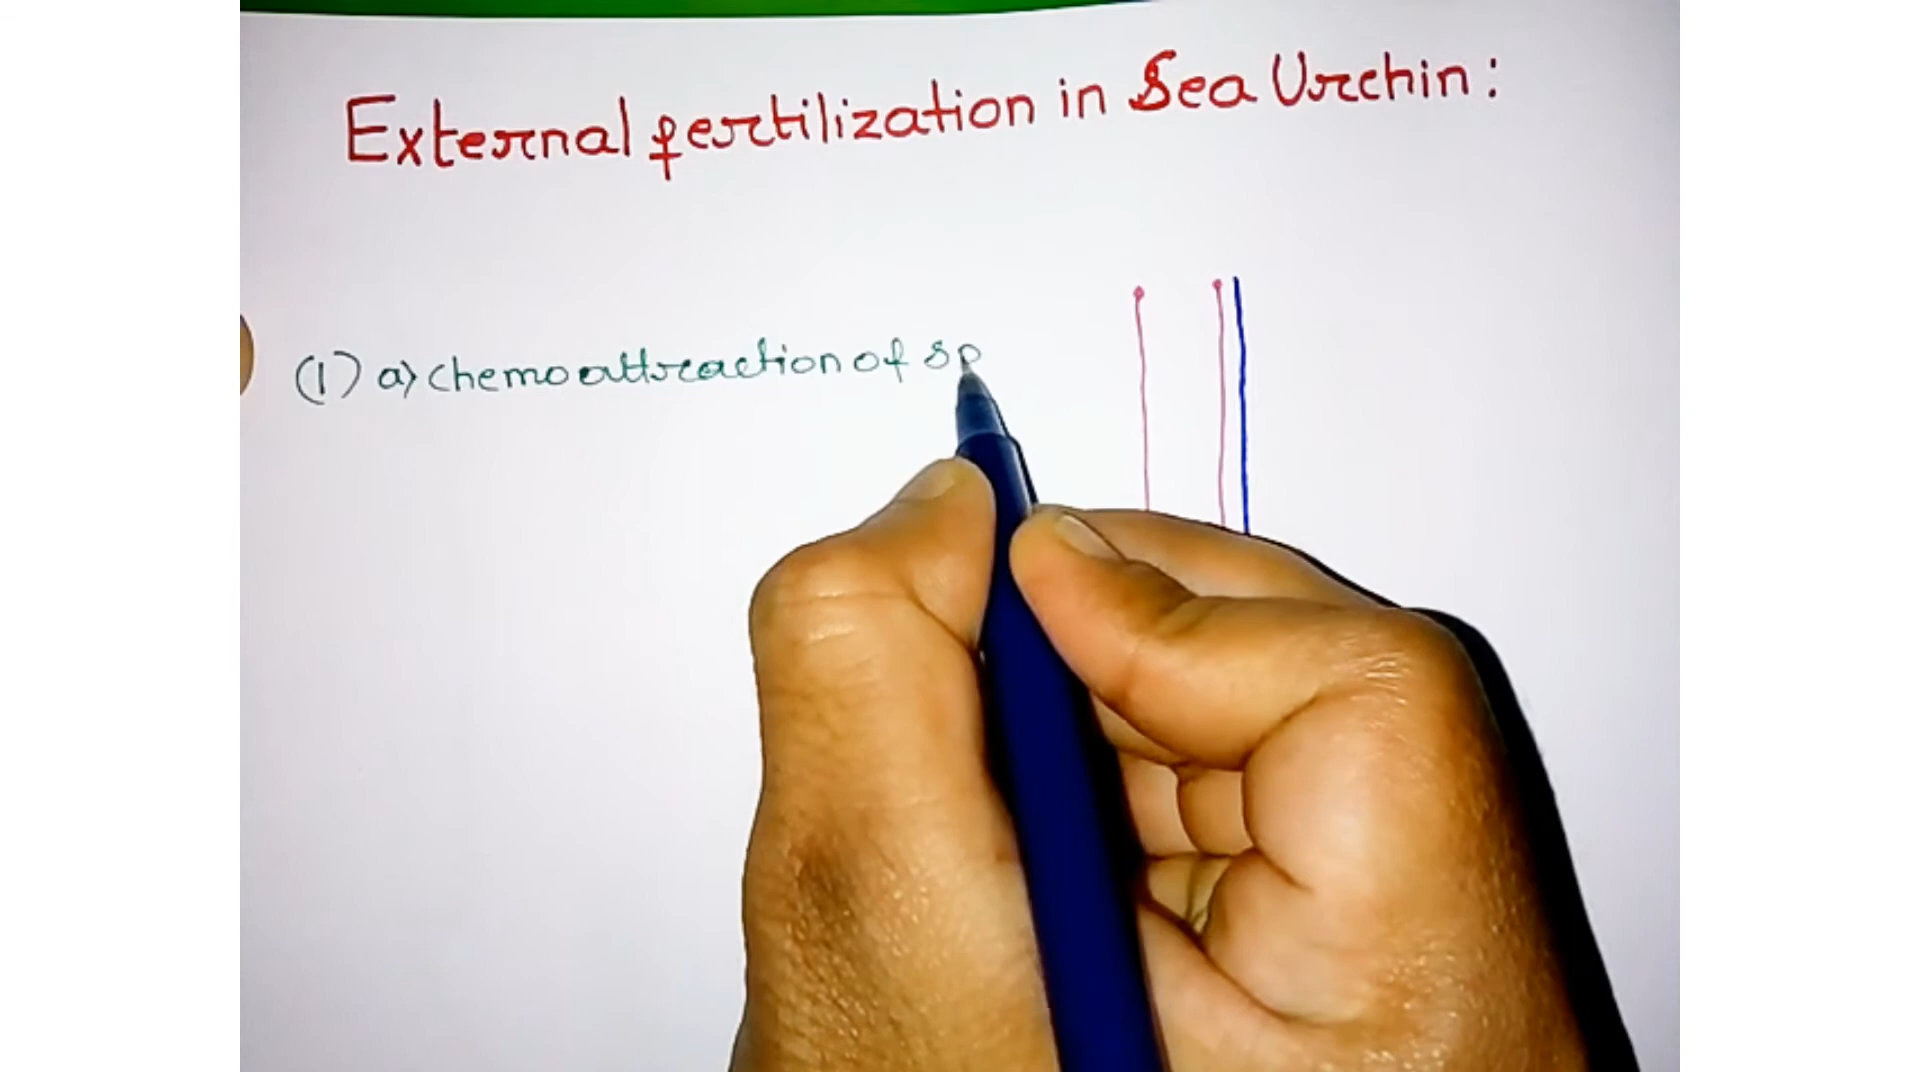 External fertilization in Sea Urchin:
(1) a) chemoattraction of sp